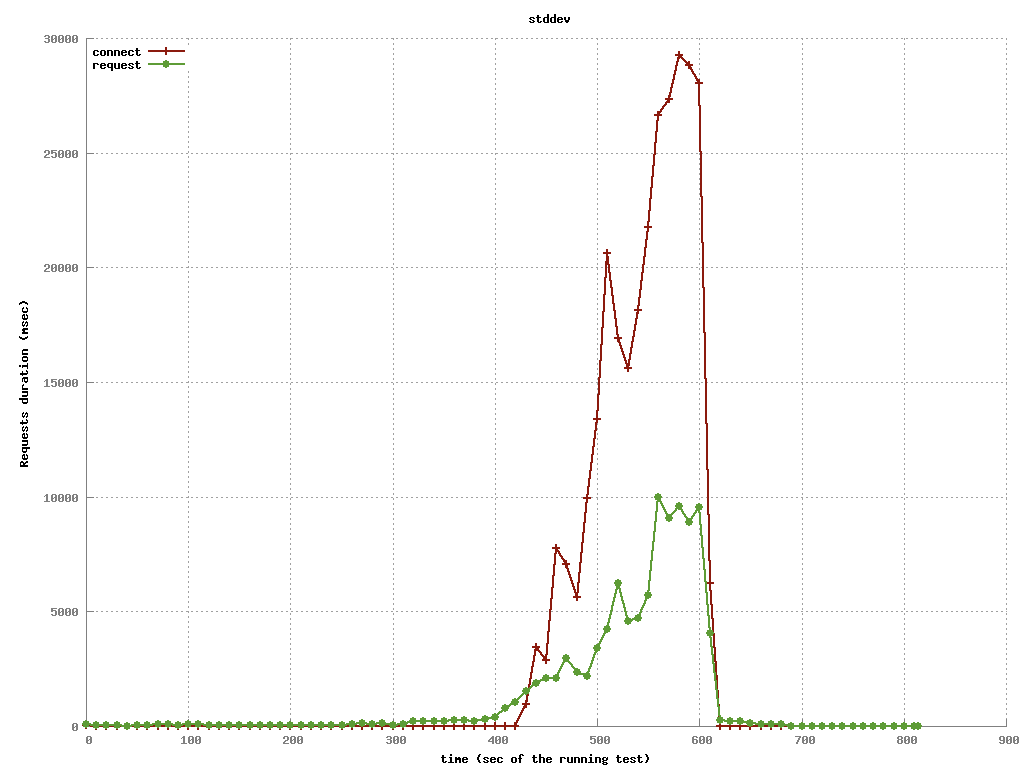 stddev
connect
request
30000
25000
20000
15000
10000
5000
0
Requests duration (msec)
0 100 200 300 400 500 600 700 800 900
time (sec of the running test)